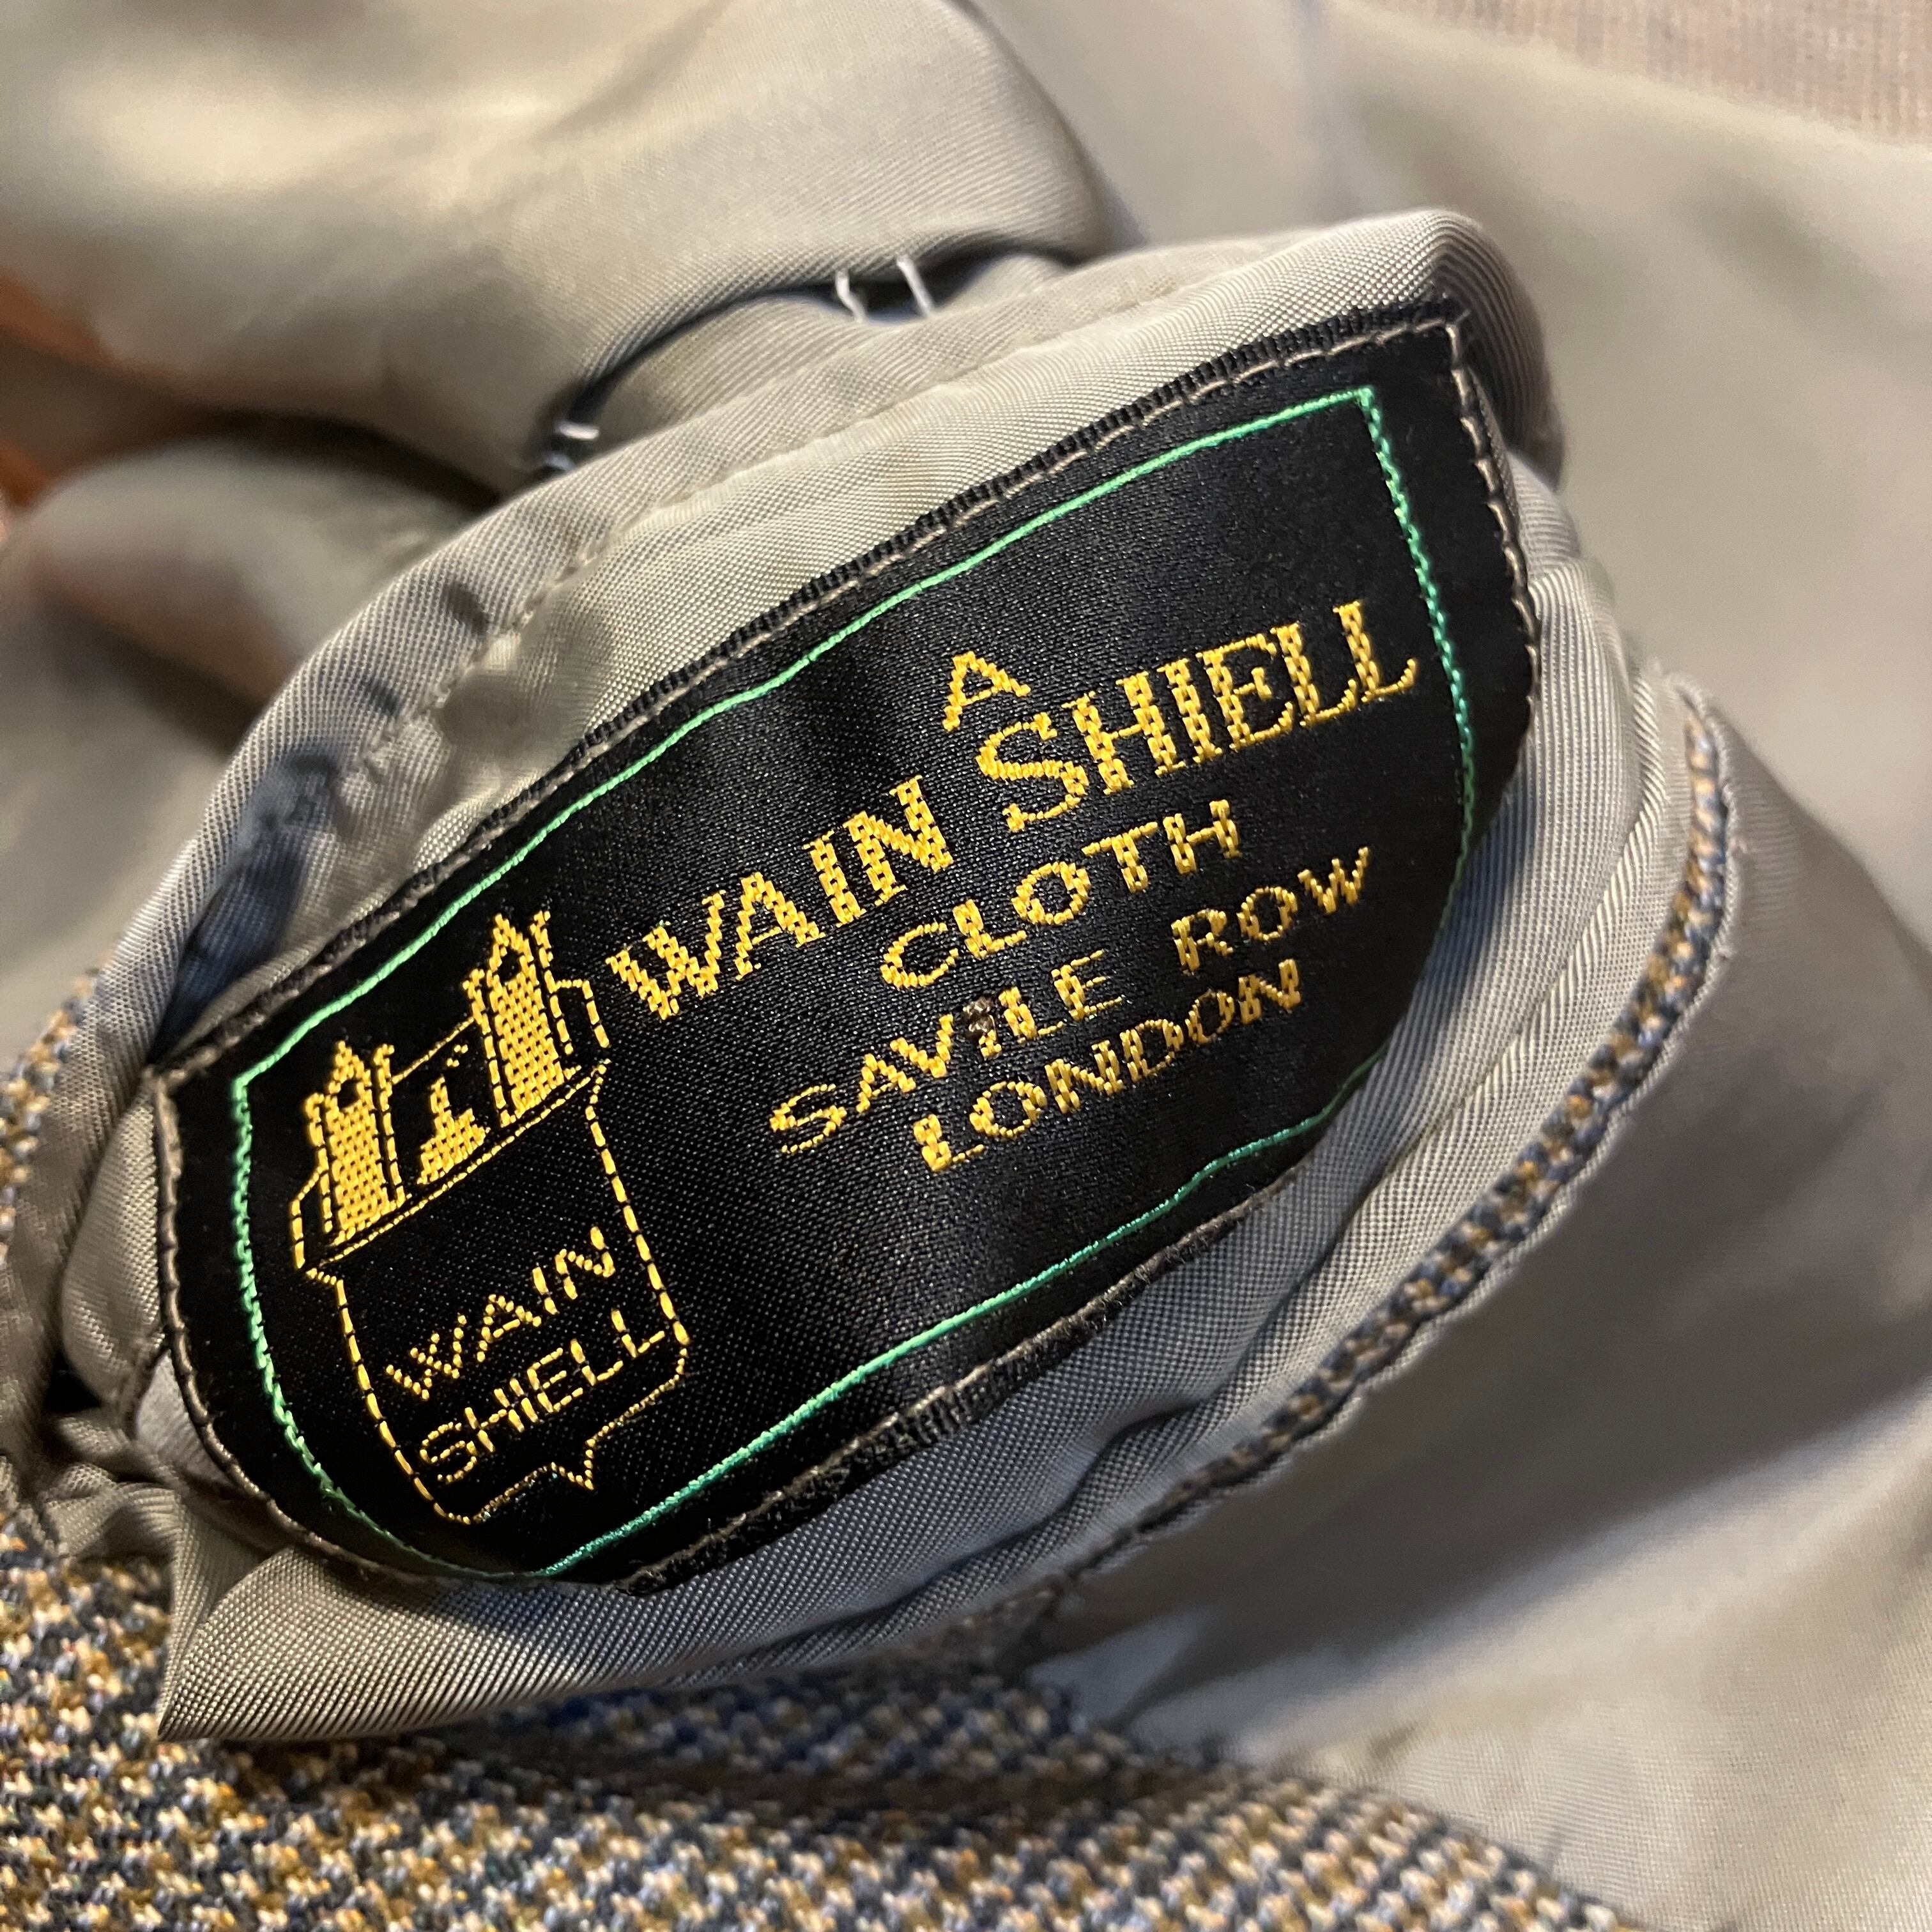 A
WAIN SHIELL
CLOTH
SAVILE ROW
LONDON
WAIN
SHIELL